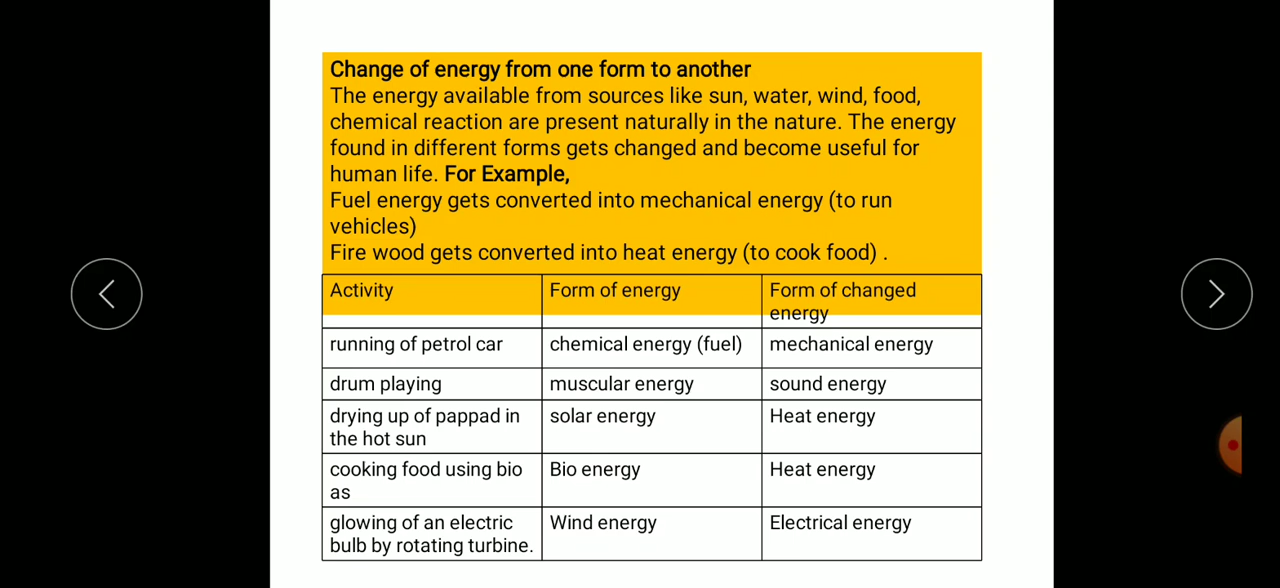 Change of energy from one form to another
The energy available from sources like sun, water, wind, food,
chemical reaction are present naturally in the nature. The energy
found in different forms gets changed and become useful for
human life. For Example,
Fuel energy gets converted into mechanical energy (to run
vehicles)
Fire wood gets converted into heat energy (to cook food) .
Activity
Form of energy
Form of changed
energy
running of petrol car
chemical energy (fuel)
mechanical energy
drum playing
muscular energy
sound energy
drying up of pappad in
the hot sun
solar energy
Heat energy
cooking food using bio
as
Bio energy
Heat energy
glowing of an electric
bulb by rotating turbine.
Wind energy
Electrical energy